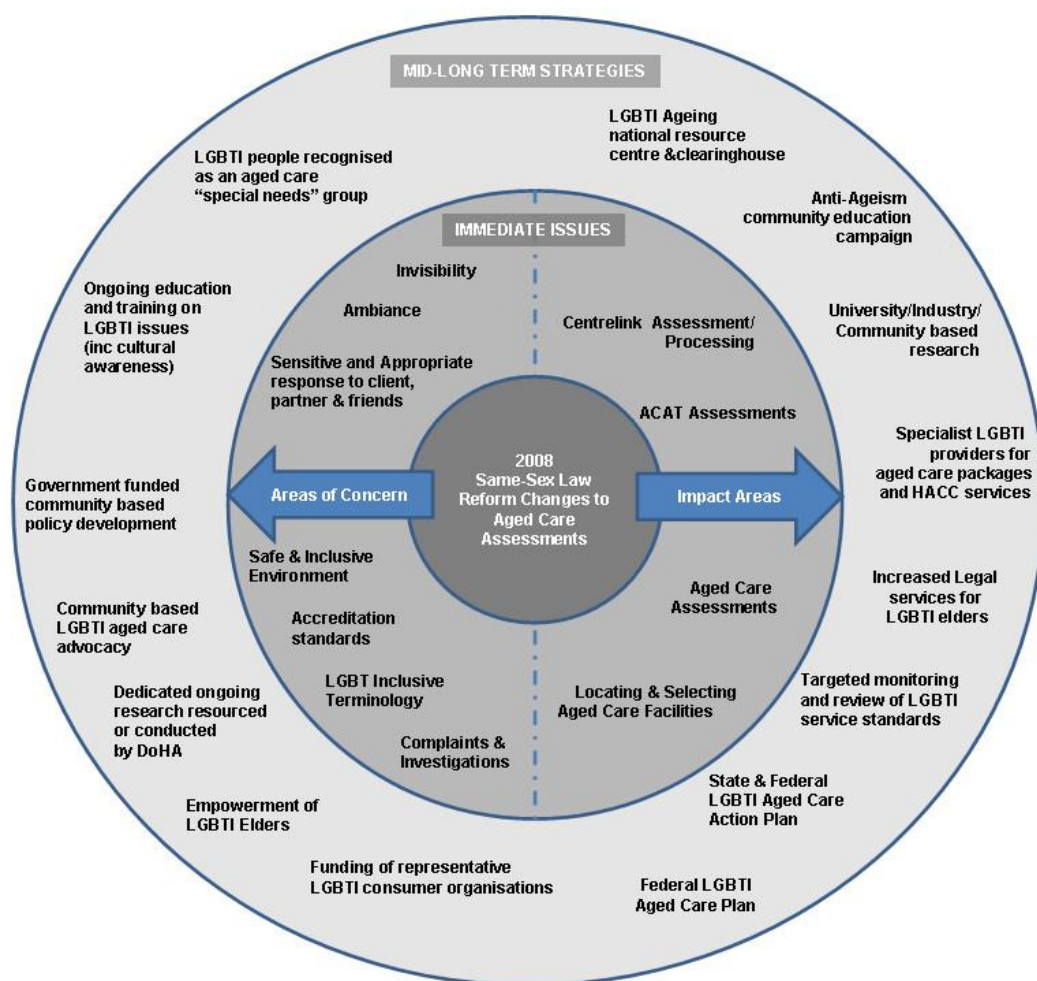 MID-LONG TERM STRATEGIES
LGBTI people recognised
as an aged care
“special needs” group
LGBTI Ageing
national resource
centre &clearinghouse
Anti-Ageism
community education
campaign
Ongoing education
and training on
LGBTI issues
(inc cultural
awareness)
University/Industry/
Community based
research
Government funded
community based
policy development
Specialist LGBTI
providers for
aged care packages
and HACC services
Community based
LGBTI aged care
advocacy
Increased Legal
services for
LGBTI elders
Dedicated ongoing
research resourced
or conducted
by DoHA
Targeted monitoring
and review of LGBTI
service standards
Empowerment of
LGBTI Elders
State & Federal
LGBTI Aged Care
Action Plan
Funding of representative
LGBTI consumer organisations
Federal LGBTI
Aged Care Plan
IMMEDIATE ISSUES
Invisibility
Ambiance
Sensitive and Appropriate
response to client,
partner & friends
Centrelink Assessment/
Processing
ACAT Assessments
Areas of Concern
2008
Same-Sex Law
Reform Changes to
Aged Care
Assessments
Impact Areas
Safe & Inclusive
Environment
Accreditation
standards
LGBT Inclusive
Terminology
Complaints &
Investigations
Aged Care
Assessments
Locating & Selecting
Aged Care Facilities